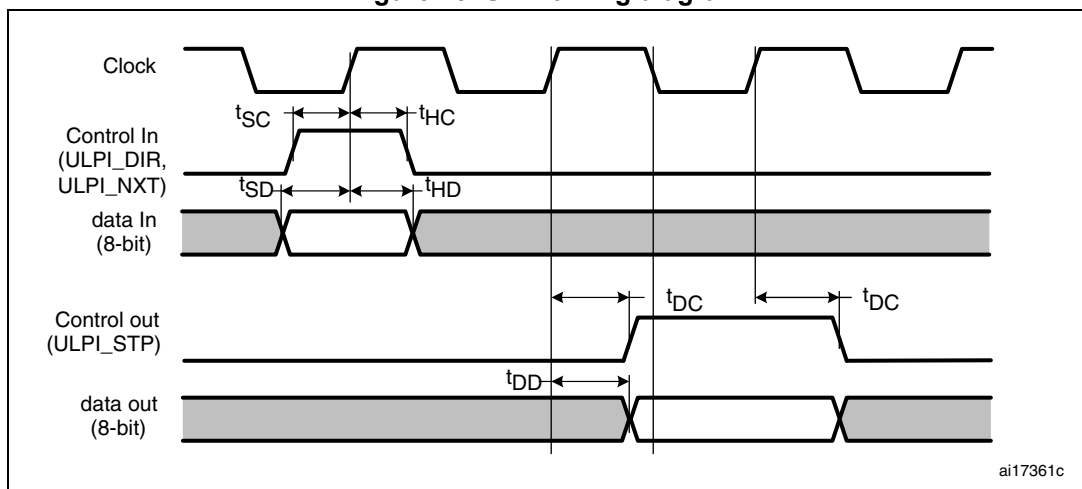 Clock
tSC
tHC
Control In
(ULPI_DIR,
ULPI_NXT)
tSD
tHD
data In
(8-bit)
tDC
tDC
Control out
(ULPI_STP)
tDD
data out
(8-bit)
ai17361c